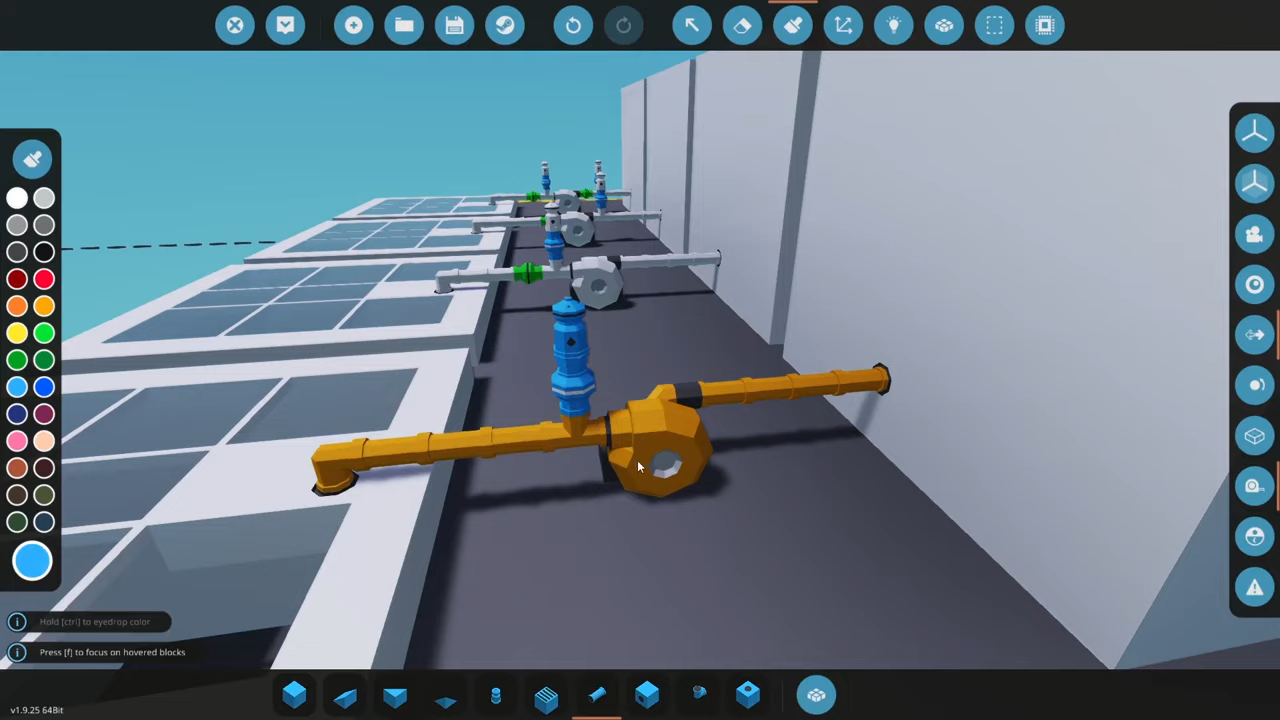 Hold [ctrl] to eyedrop color
Press [f] to focus on hovered blocks
v1.9.25 64Bit